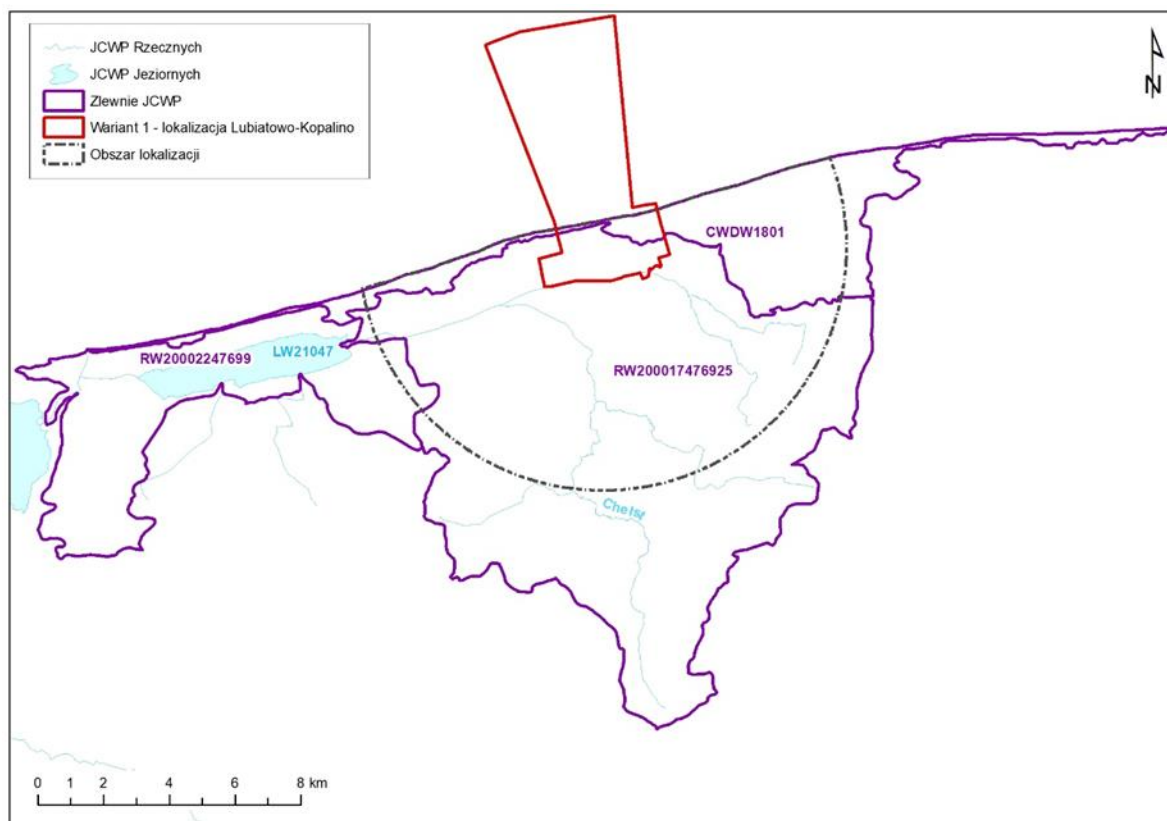 JCWP Rzecznych
JCWP Jeziornych
Zlewnie JCWP
Wariant 1 - lokalizacja Lubiatowo-Kopalino
Obszar lokalizacji
N
CWDW1801
RW20002247699
LW21047
RW200017476925
Chelst
0 1 2 4 6 8 km